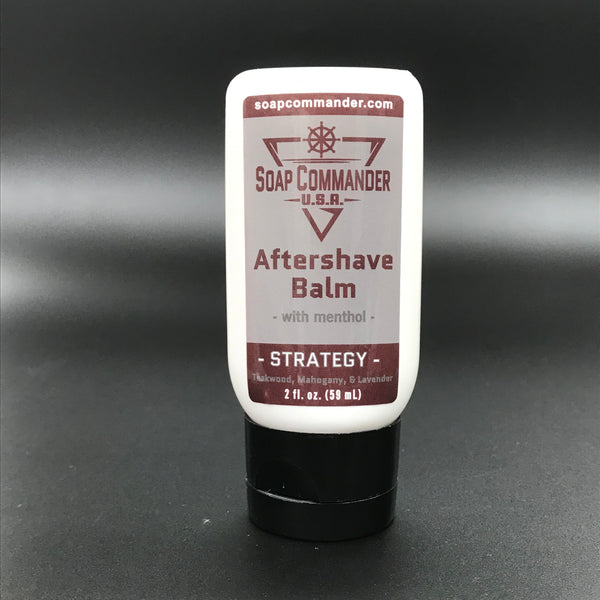 soapcommander.com
SOAP COMMANDER
U.S.A.
Aftershave
Balm
- with menthol -
- STRATEGY -
Teakwood, Mahogany, & Lavender
2 fl. oz. (59 mL)